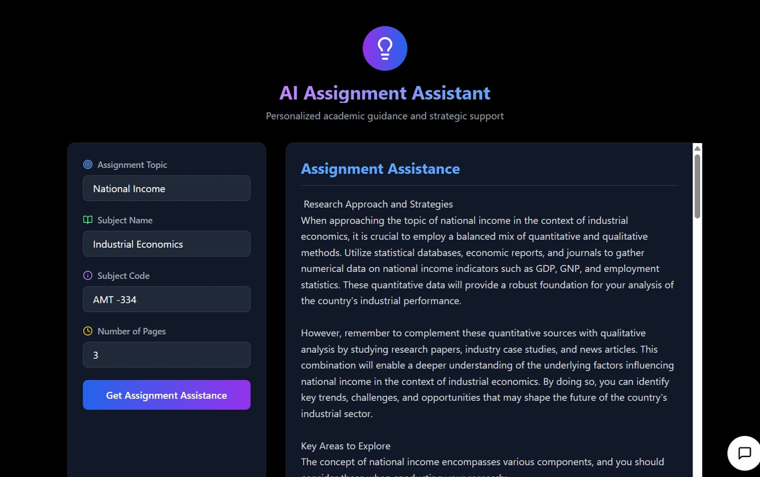 AI Assignment Assistant
Personalized academic guidance and strategic support
Assignment Topic
National Income
Subject Name
Industrial Economics
Subject Code
AMT -334
Number of Pages
3
Get Assignment Assistance
Assignment Assistance
Research Approach and Strategies
When approaching the topic of national income in the context of industrial
economics, it is crucial to employ a balanced mix of quantitative and qualitative
methods. Utilize statistical databases, economic reports, and journals to gather
numerical data on national income indicators such as GDP, GNP, and employment
statistics. These quantitative data will provide a robust foundation for your analysis of
the country's industrial performance.
However, remember to complement these quantitative sources with qualitative
analysis by studying research papers, industry case studies, and news articles. This
combination will enable a deeper understanding of the underlying factors influencing
national income in the context of industrial economics. By doing so, you can identify
key trends, challenges, and opportunities that may shape the future of the country's
industrial sector.
Key Areas to Explore
The concept of national income encompasses various components, and you should